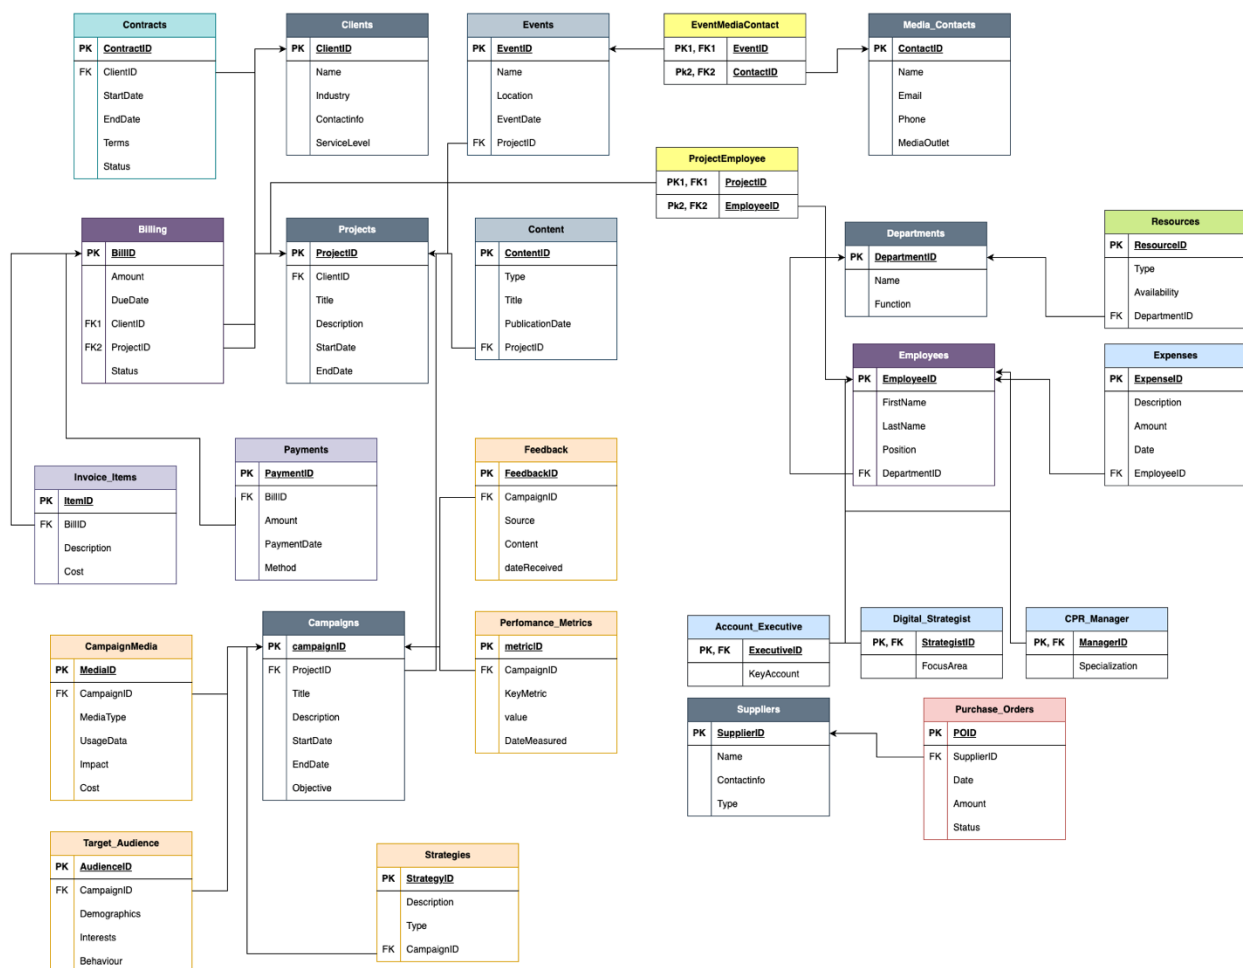 Contracts
PK ContractID
FK ClientID
StartDate
EndDate
Terms
Status
Clients
PK ClientID
Name
Industry
Contactinfo
ServiceLevel
Events
PK EventID
Name
Location
EventDate
FK ProjectID
EventMediaContact
PK1, FK1 EventID
Pk2, FK2 ContactID
Media_Contacts
PK ContactID
Name
Email
Phone
MediaOutlet
ProjectEmployee
PK1, FK1 ProjectID
Pk2, FK2 EmployeeID
Billing
PK BillID
Amount
DueDate
FK1 ClientID
FK2 ProjectID
Status
Projects
PK ProjectID
FK ClientID
Title
Description
StartDate
EndDate
Content
PK ContentID
Type
Title
PublicationDate
FK ProjectID
Departments
PK DepartmentID
Name
Function
Resources
PK ResourceID
Type
Availability
FK DepartmentID
Employees
PK EmployeeID
FirstName
LastName
Position
FK DepartmentID
Expenses
PK ExpenseID
Description
Amount
Date
FK EmployeeID
Invoice_Items
PK ItemID
FK BillID
Description
Cost
Payments
PK PaymentID
FK BillID
Amount
PaymentDate
Method
Feedback
PK FeedbackID
FK CampaignID
Source
Content
dateReceived
CampaignMedia
PK MediaID
FK CampaignID
MediaType
UsageData
Impact
Cost
Campaigns
PK campaignID
FK ProjectID
Title
Description
StartDate
EndDate
Objective
Perfomance_Metrics
PK metricID
FK CampaignID
KeyMetric
value
DateMeasured
Account_Executive
PK, FK ExecutiveID
KeyAccount
Digital_Strategist
PK, FK StrategistID
FocusArea
CPR_Manager
PK, FK ManagerID
Specialization
Suppliers
PK SupplierID
Name
Contactinfo
Type
Purchase_Orders
PK POID
FK SupplierID
Date
Amount
Status
Target_Audience
PK AudienceID
FK CampaignID
Demographics
Interests
Behaviour
Strategies
PK StrategyID
Description
Type
FK CampaignID